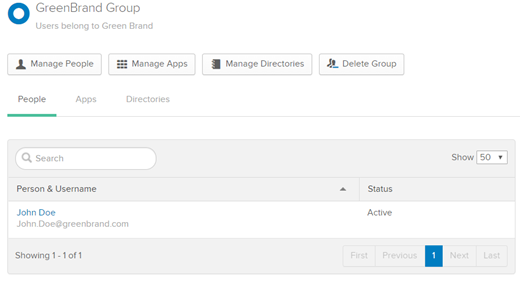 GreenBrand Group
Users belong to Green Brand
Manage People Manage Apps Manage Directories Delete Group
People Apps Directories
Search Show 50
Person & Username Status
John Doe Active
John.Doe@greenbrand.com
Showing 1 - 1 of 1 First Previous 1 Next Last